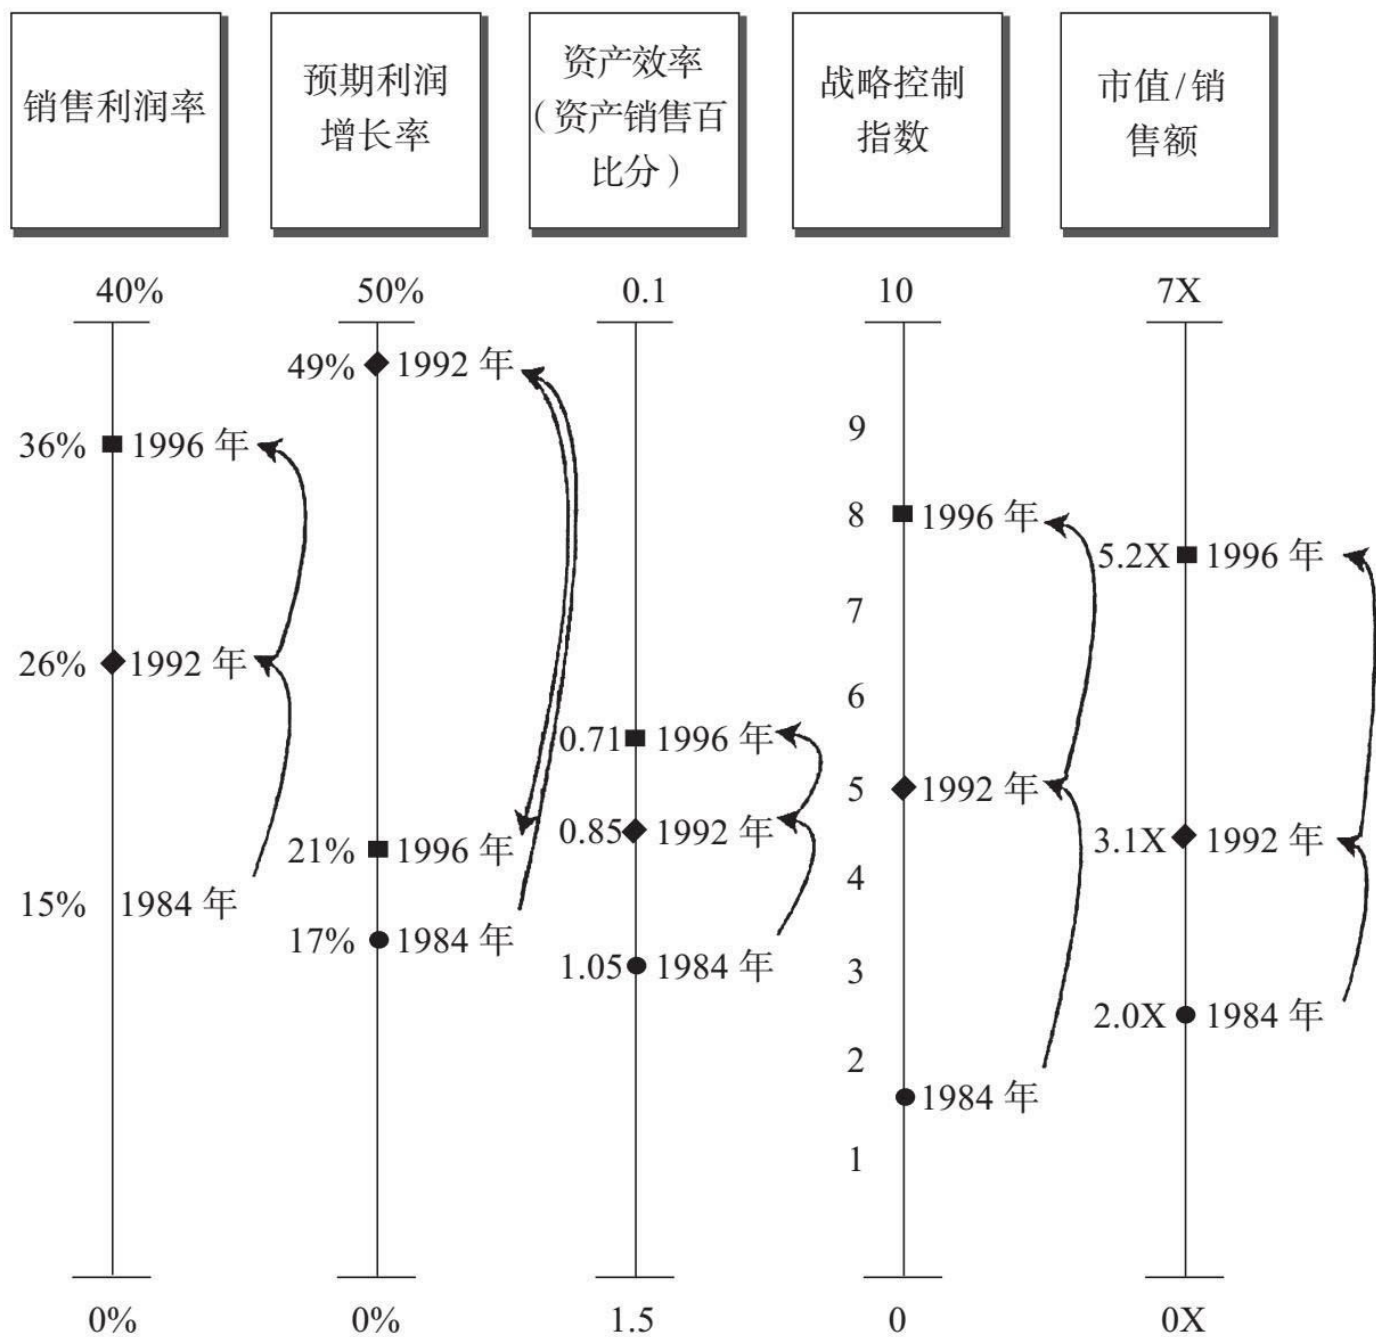 销售利润率
预期利润
增长率
资产效率
（资产销售百
比分）
战略控制
指数
市值/销
售额
40%
36% 1996 年
26% 1992 年
15% 1984 年
0%
50%
49% 1992 年
21% 1996 年
17% 1984 年
0%
0.1
0.71 1996 年
0.85 1992 年
1.05 1984 年
1.5
10
9
8 1996 年
7
6
5 1992 年
4
3
2
1984 年
1
0
7X
5.2X 1996 年
3.1X 1992 年
2.0X 1984 年
0X